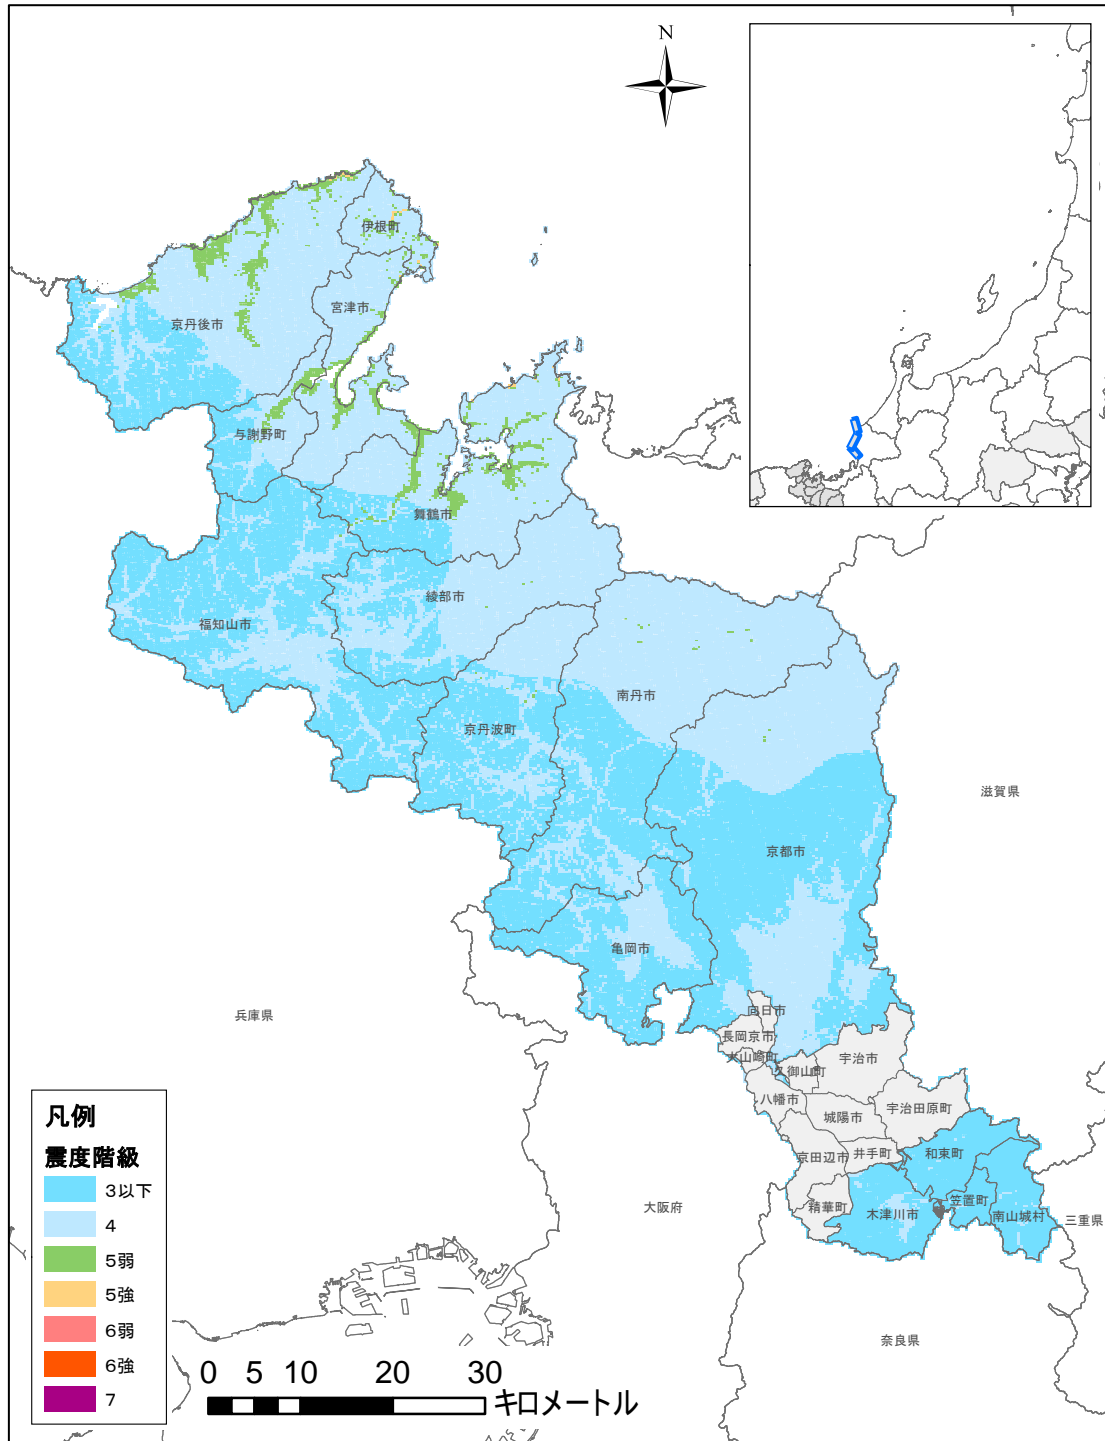 N
伊根町
宮津市
京丹後市
与謝野町
舞鶴市
綾部市
福知山市
南丹市
京丹波町
滋賀県
京都市
亀岡市
兵庫県
向日市
長岡京市
大山崎町
宇治市
久御山町
八幡市
宇治田原町
城陽市
井手町
和束町
京田辺市
精華町
笠置町
木津川市
南山城村
三重県
大阪府
奈良県
凡例
震度階級
3以下
4
5弱
5強
6弱
6強
7
0 5 10 20 30
キロメートル